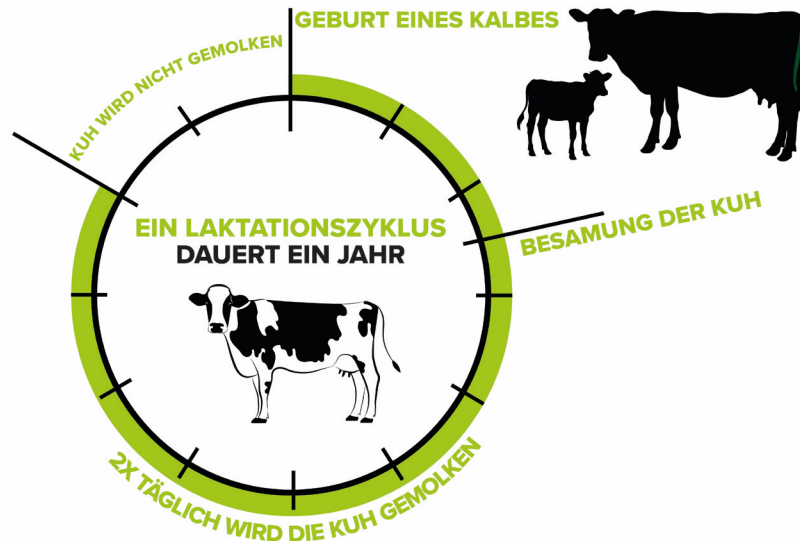 GEBURT EINES KALBES
KUH WIRD NICHT GEMOLKEN
BESAMUNG DER KUH
EIN LAKTATIONSZYKLUS
DAUERT EIN JAHR
2X TÄGLICH WIRD DIE KUH GEMOLKEN